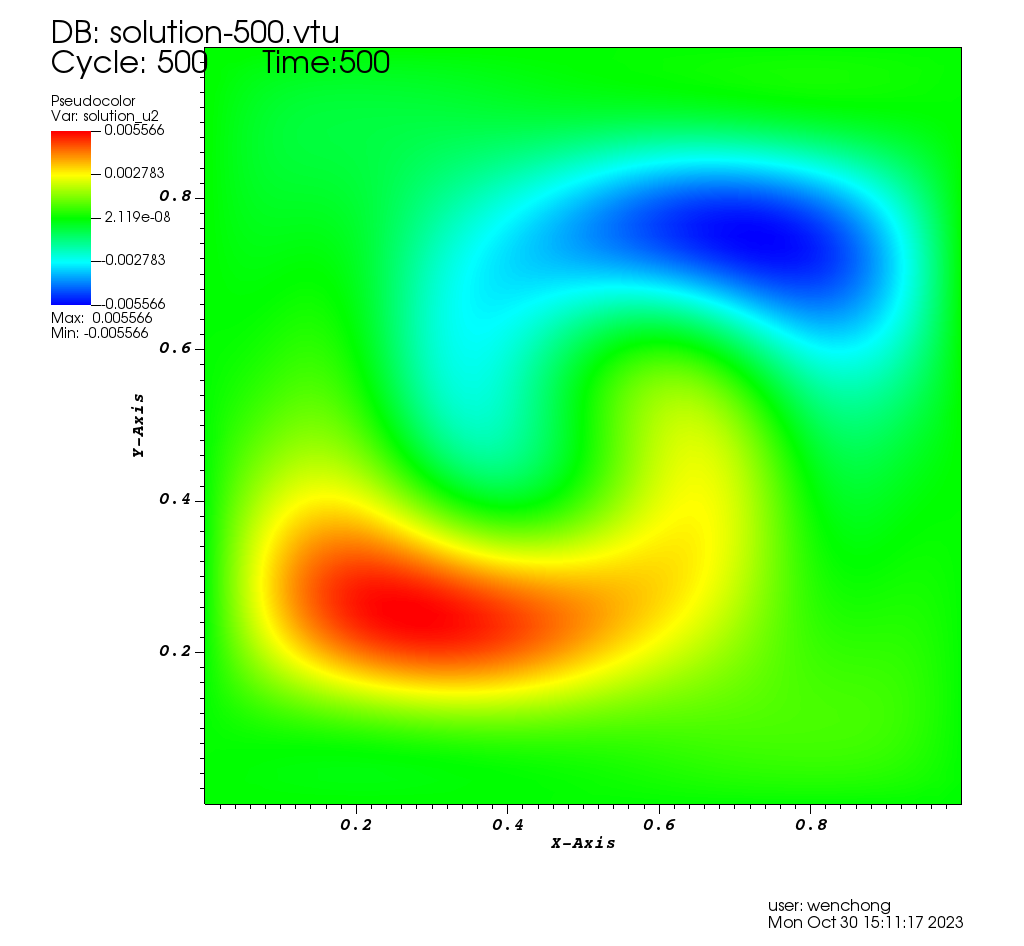 DB: solution-500.vtu
Cycle: 500 Time:500
Pseudocolor
Var: solution_u2
0.005566
0.002783
2.119e-08
-0.002783
-0.005566
Max: 0.005566
Min: -0.005566
0.8
0.6
0.4
0.2
Y-Axis
0.2 0.4 0.6 0.8
X-Axis
user: wenchong
Mon Oct 30 15:11:17 2023